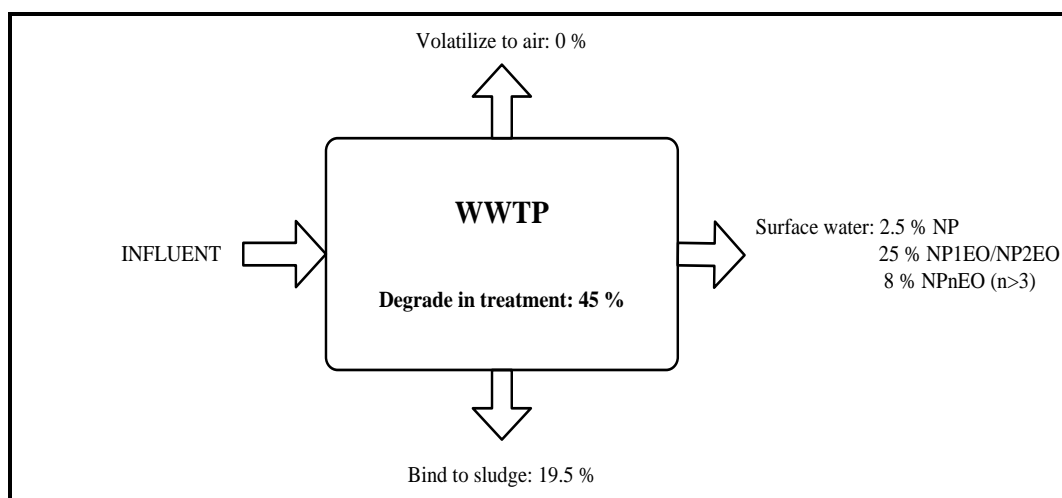 Volatilize to air: 0 %
WWTP
INFLUENT
Surface water: 2.5 % NP
25 % NP1EO/NP2EO
8 % NPnEO (n>3)
Degrade in treatment: 45 %
Bind to sludge: 19.5 %